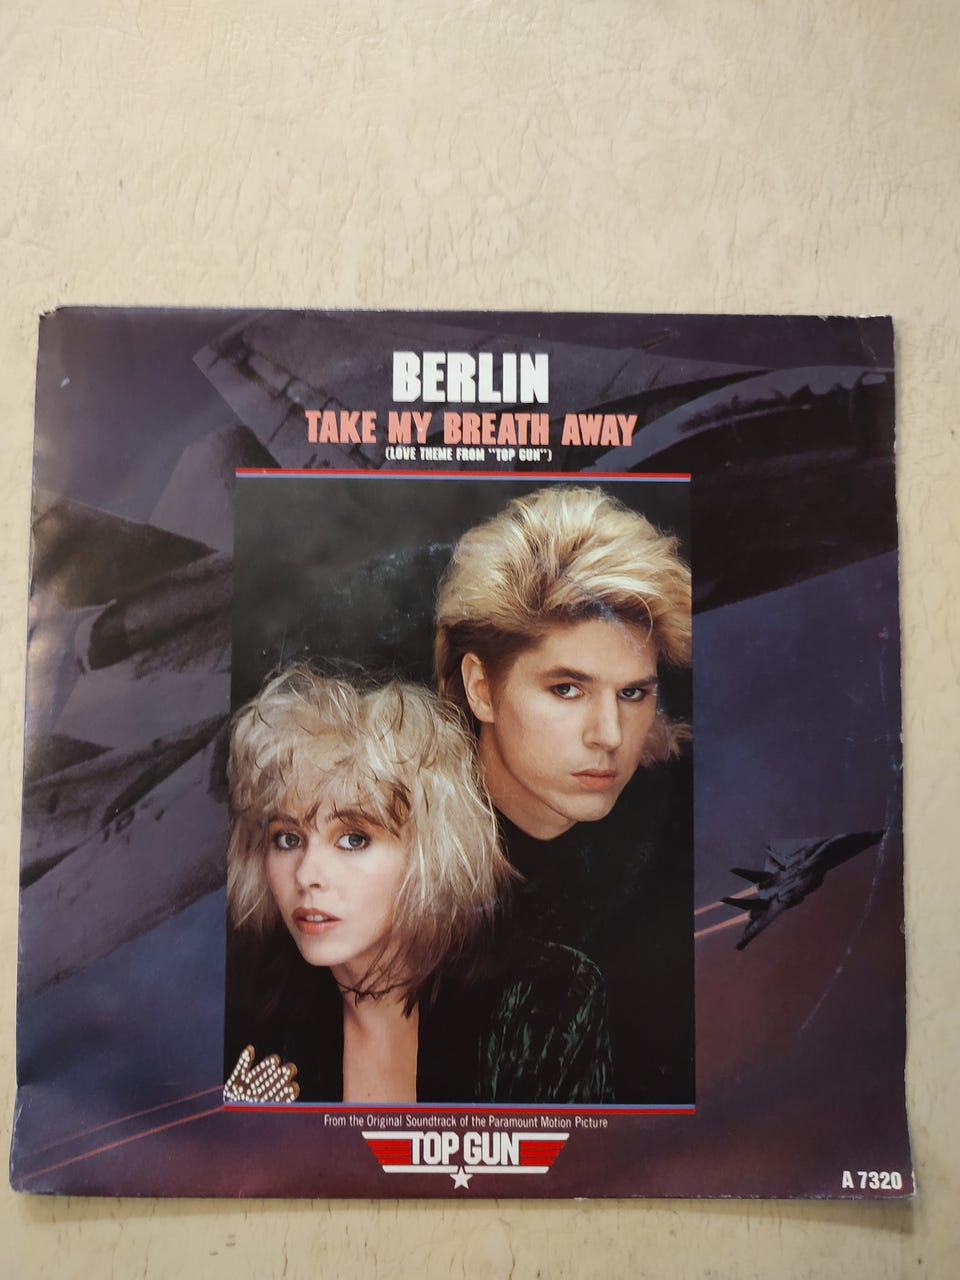 BERLIN
TAKE MY BREATH AWAY
(LOVE THEME FROM "TOP GUN")
From the Original Soundtrack of the Paramount Motion Picture
TOP GUN
A 7320